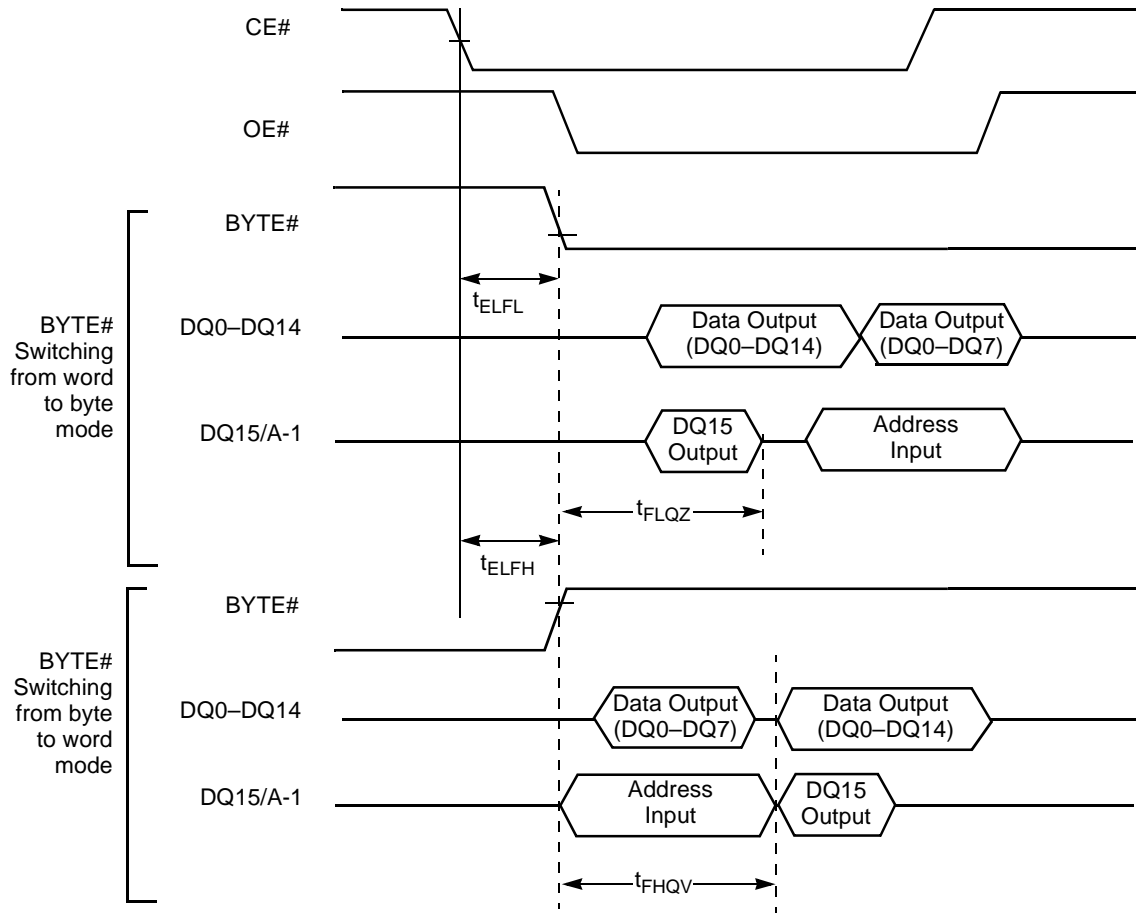 CE#
OE#
BYTE#
tELFL
BYTE#
Switching
from word
to byte
mode
DQ0–DQ14
Data Output
(DQ0–DQ14)
Data Output
(DQ0–DQ7)
DQ15/A-1
DQ15
Output
Address
Input
tFLQZ
tELFH
BYTE#
BYTE#
Switching
from byte
to word
mode
DQ0–DQ14
Data Output
(DQ0–DQ7)
Data Output
(DQ0–DQ14)
DQ15/A-1
Address
Input
DQ15
Output
tFHQV